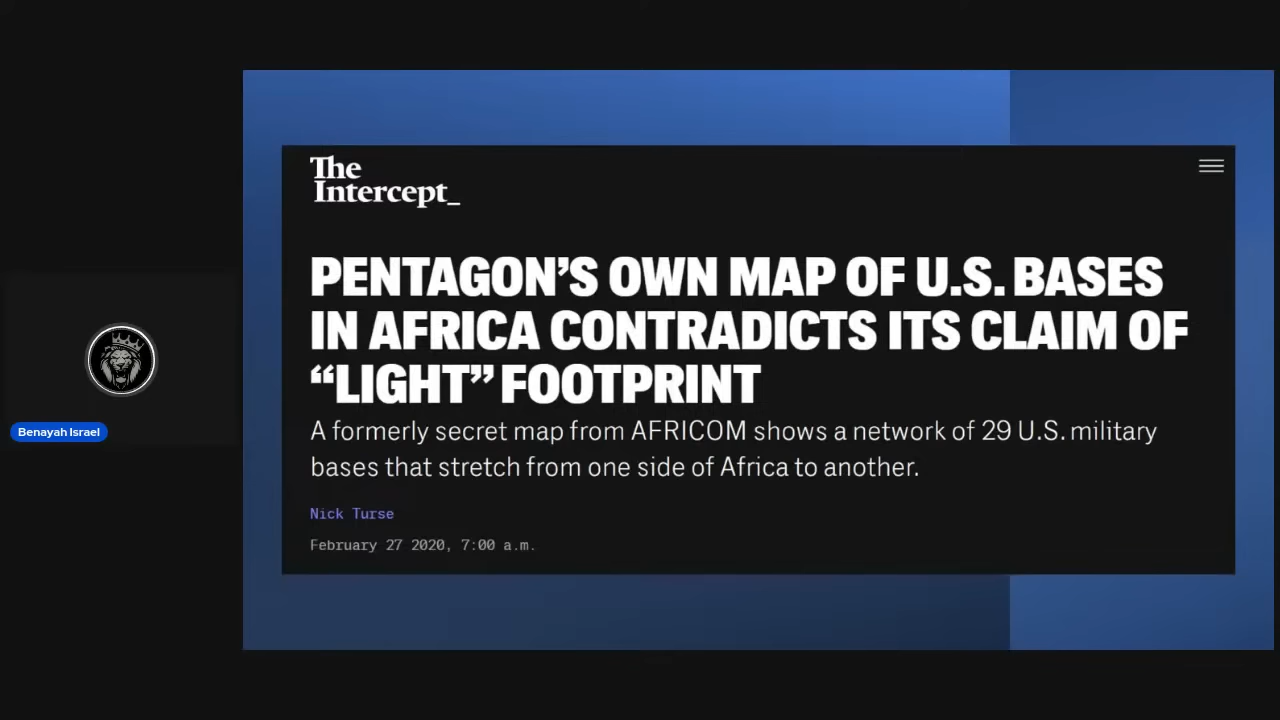 The
Intercept_
PENTAGON’S OWN MAP OF U.S. BASES
IN AFRICA CONTRADICTS ITS CLAIM OF
“LIGHT” FOOTPRINT
A formerly secret map from AFRICOM shows a network of 29 U.S. military
bases that stretch from one side of Africa to another.
Nick Turse
February 27 2020, 7:00 a.m.
Benayah Israel